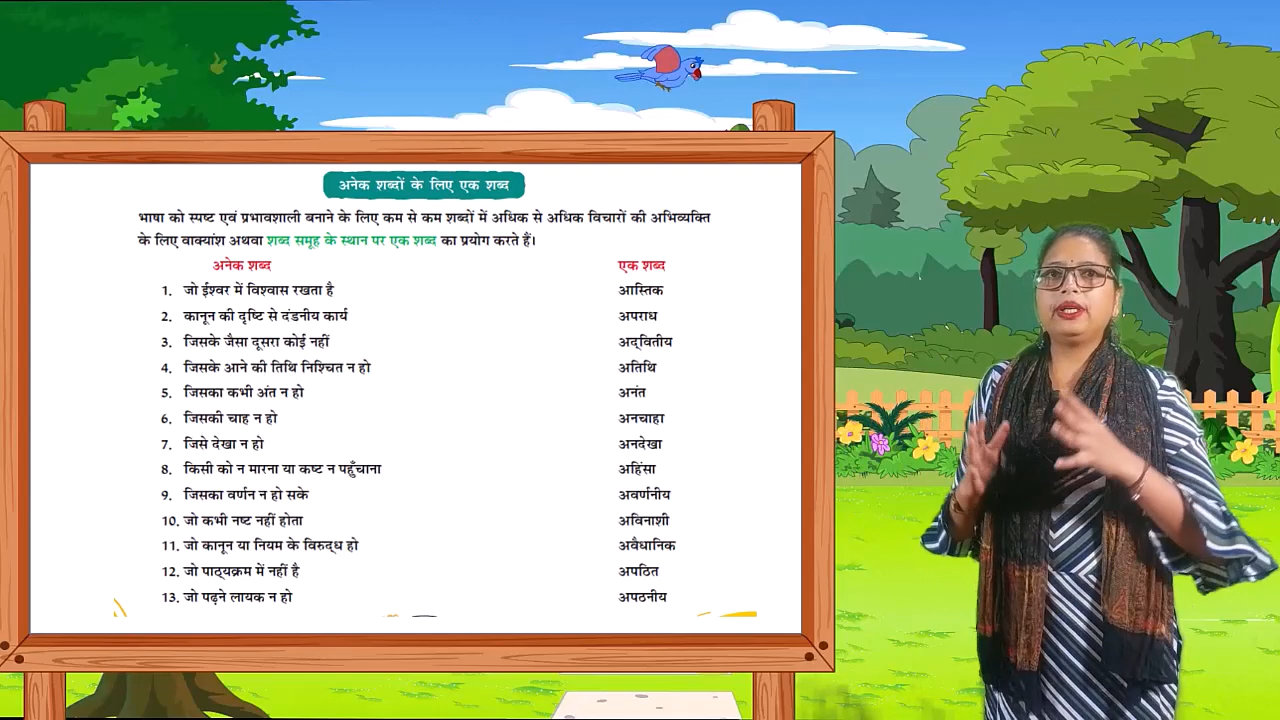 अनेक शब्दों के लिए एक शब्द
भाषा को स्पष्ट एवं प्रभावशाली बनाने के लिए कम से कम शब्दों में अधिक से अधिक विचारों की अभिव्यक्ति
के लिए वाक्यांश अथवा शब्द समूह के स्थान पर एक शब्द का प्रयोग करते हैं।
अनेक शब्द एक शब्द
1. जो ईश्वर में विश्वास रखता है आस्तिक
2. कानून की दृष्टि से दंडनीय कार्य अपराध
3. जिसके जैसा दूसरा कोई नहीं अद्‌वितीय
4. जिसके आने की तिथि निश्चित न हो अतिथि
5. जिसका कभी अंत न हो अनंत
6. जिसकी चाह न हो अनचाहा
7. जिसे देखा न हो अनदेखा
8. किसी को न मारना या कष्ट न पहुँचाना अहिंसा
9. जिसका वर्णन न हो सके अवर्णनीय
10. जो कभी नष्ट नहीं होता अविनाशी
11. जो कानून या नियम के विरुद्‌ध हो अवैधानिक
12. जो पाठ्यक्रम में नहीं है अपठित
13. जो पढ़ने लायक न हो अपठनीय